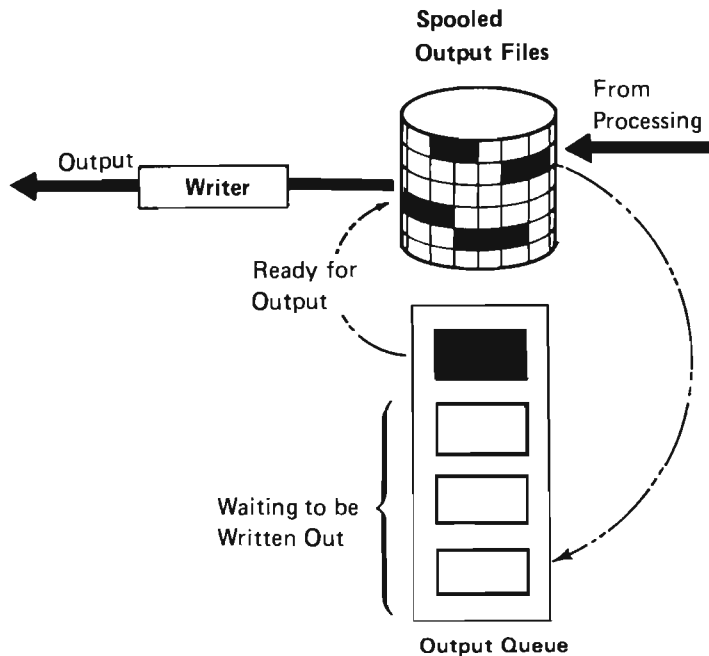 Spooled
Output Files
From
Processing
Output
Writer
Ready for
Output
Waiting to be
Written Out
Output Queue